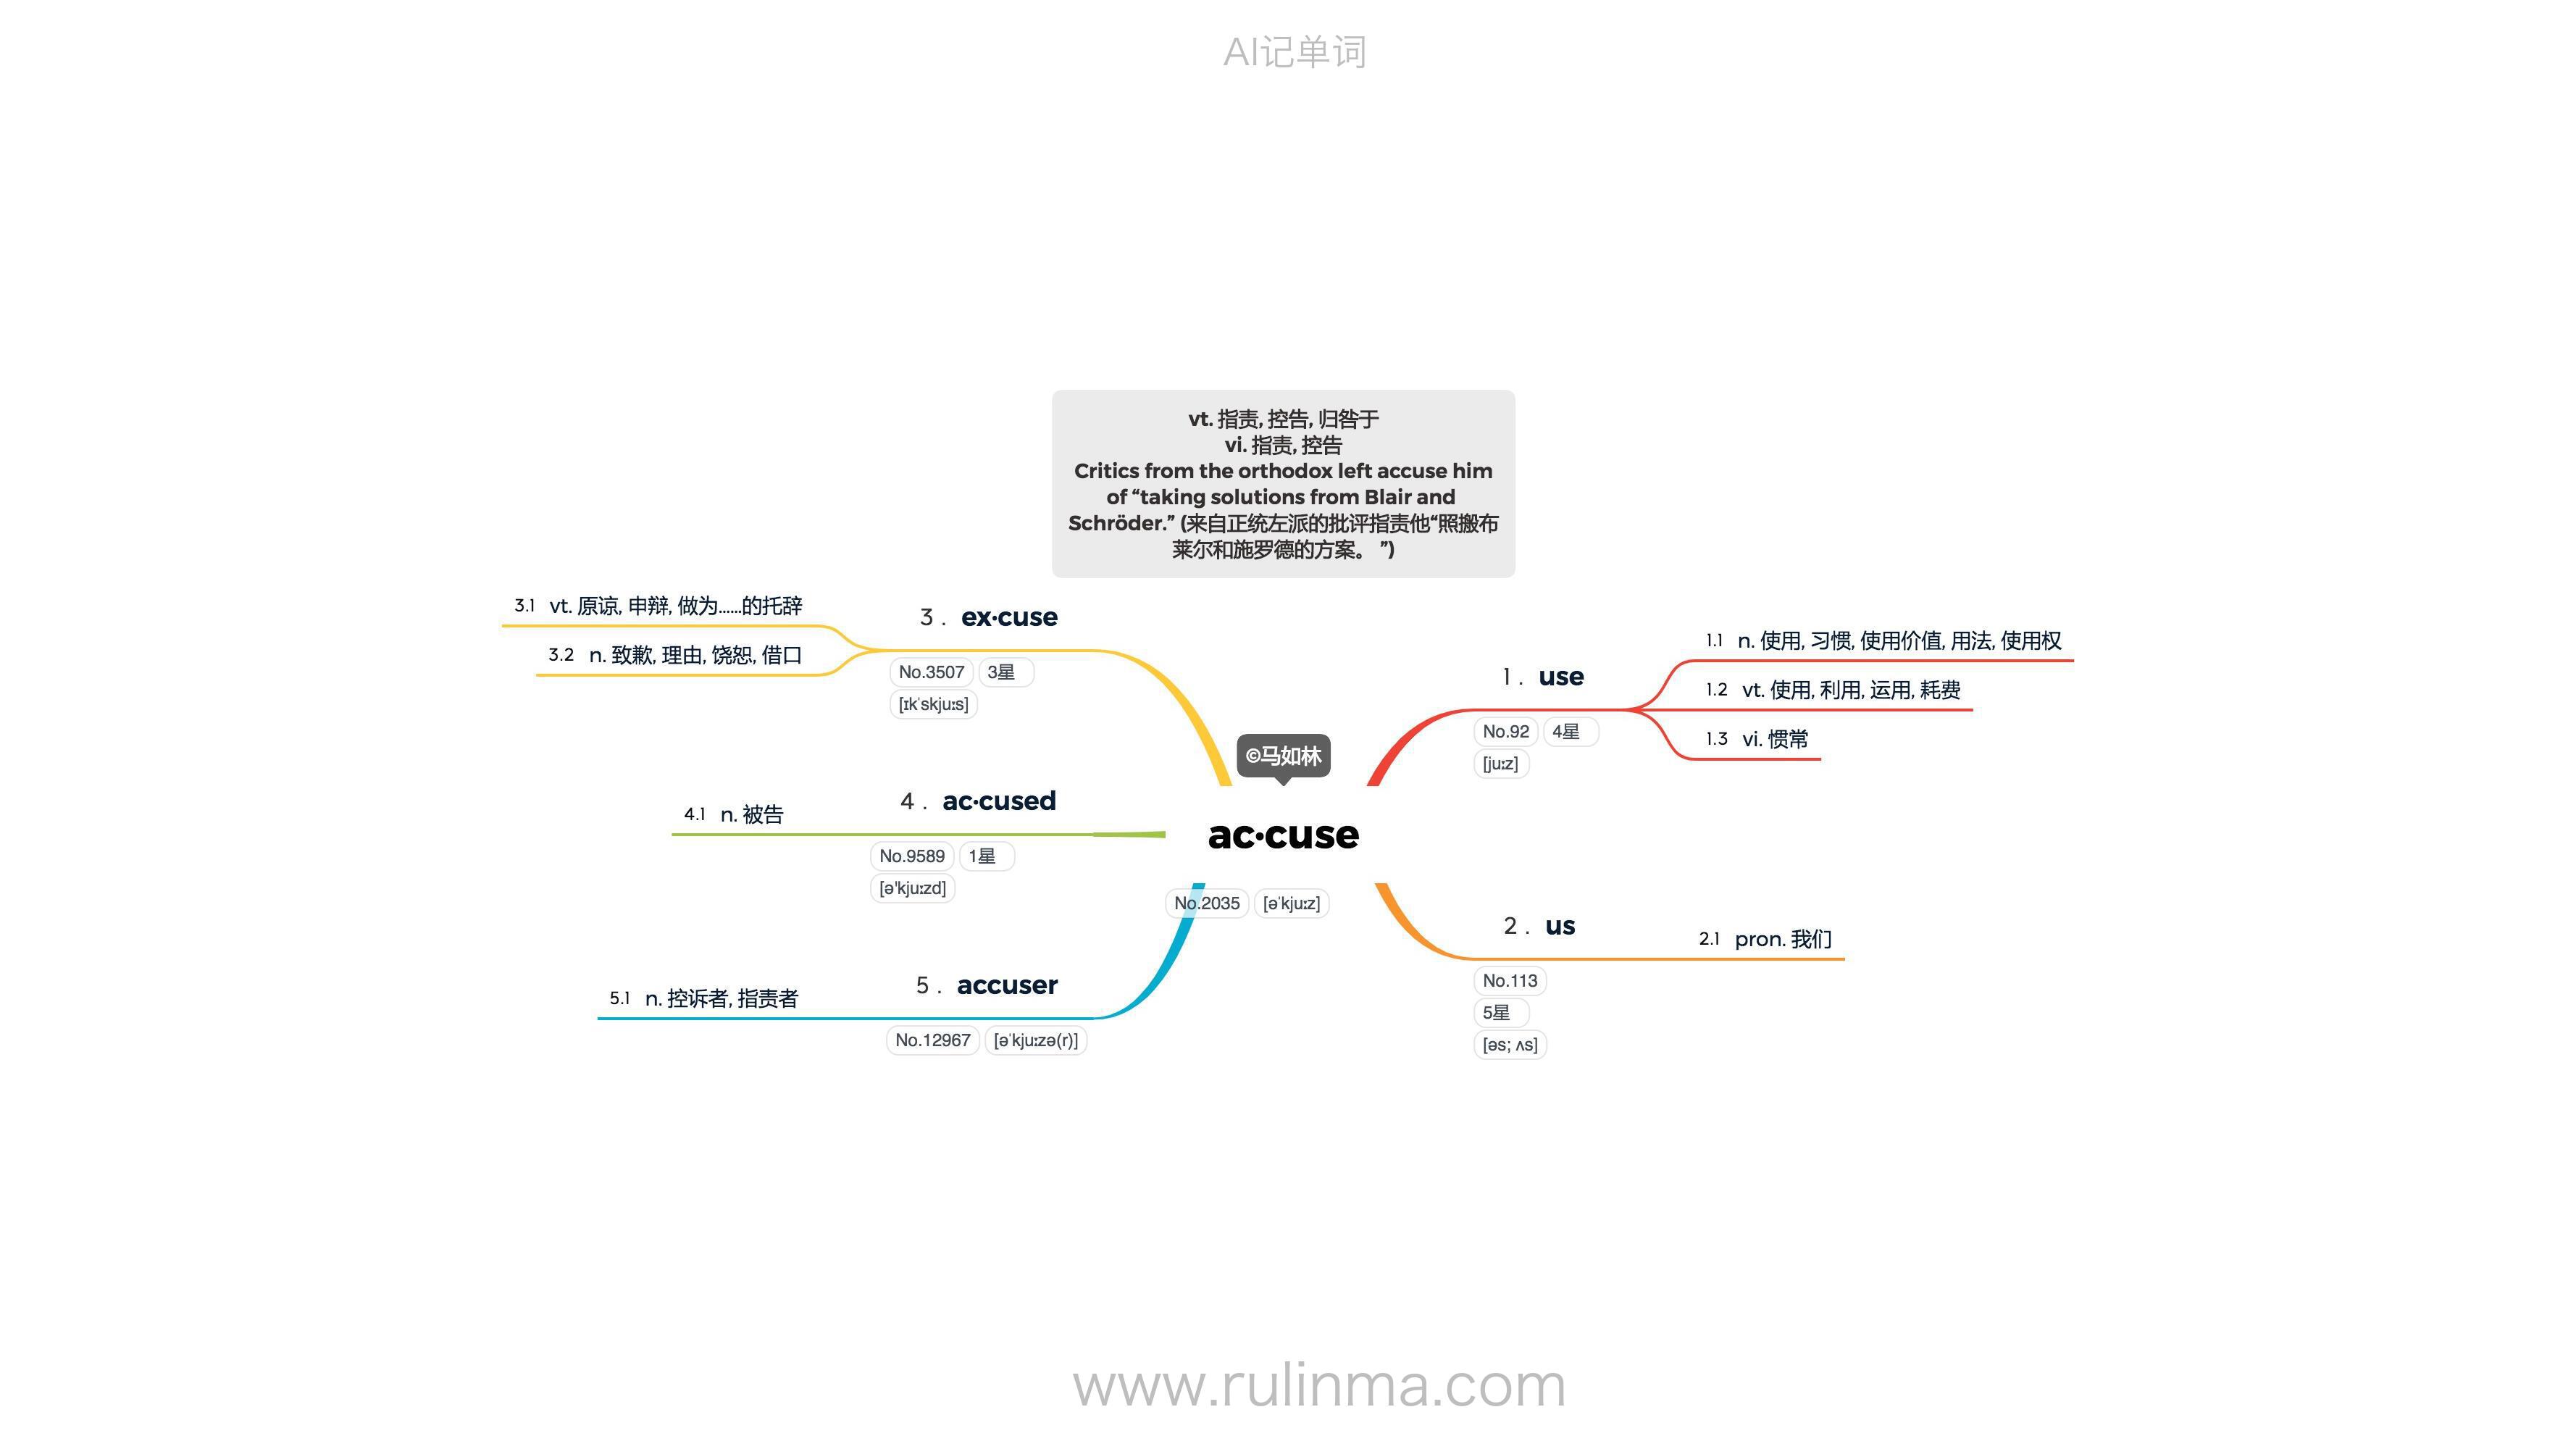 AI记单词
vt. 指责, 控告, 归咎于
vi. 指责, 控告
Critics from the orthodox left accuse him
of “taking solutions from Blair and
Schröder.” (来自正统左派的批评指责他“照搬布
莱尔和施罗德的方案。 ”)
©马如林
ac·cuse
No.2035 [əˈkjuːz]
1 . use
No.92 4星
[juːz]
1.1 n. 使用, 习惯, 使用价值, 用法, 使用权
1.2 vt. 使用, 利用, 运用, 耗费
1.3 vi. 惯常
2 . us
No.113
5星
[əs; ʌs]
2.1 pron. 我们
3 . ex·cuse
No.3507 3星
[ɪkˈskjuːs]
3.1 vt. 原谅, 申辩, 做为……的托辞
3.2 n. 致歉, 理由, 饶恕, 借口
4 . ac·cused
No.9589 1星
[ə'kjuːzd]
4.1 n. 被告
5 . accuser
No.12967 [əˈkjuːzə(r)]
5.1 n. 控诉者, 指责者
www.rulinma.com